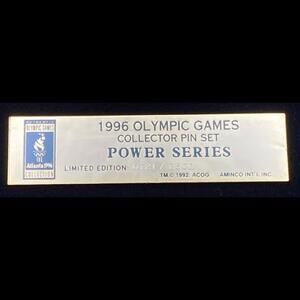 AUTHENTIC
OLYMPIC GAMES
Atlanta 1996
COLLECTION
1996 OLYMPIC GAMES
COLLECTOR PIN SET
POWER SERIES
LIMITED EDITION
TM © 1992, ACOG AMINCO INT'L INC.